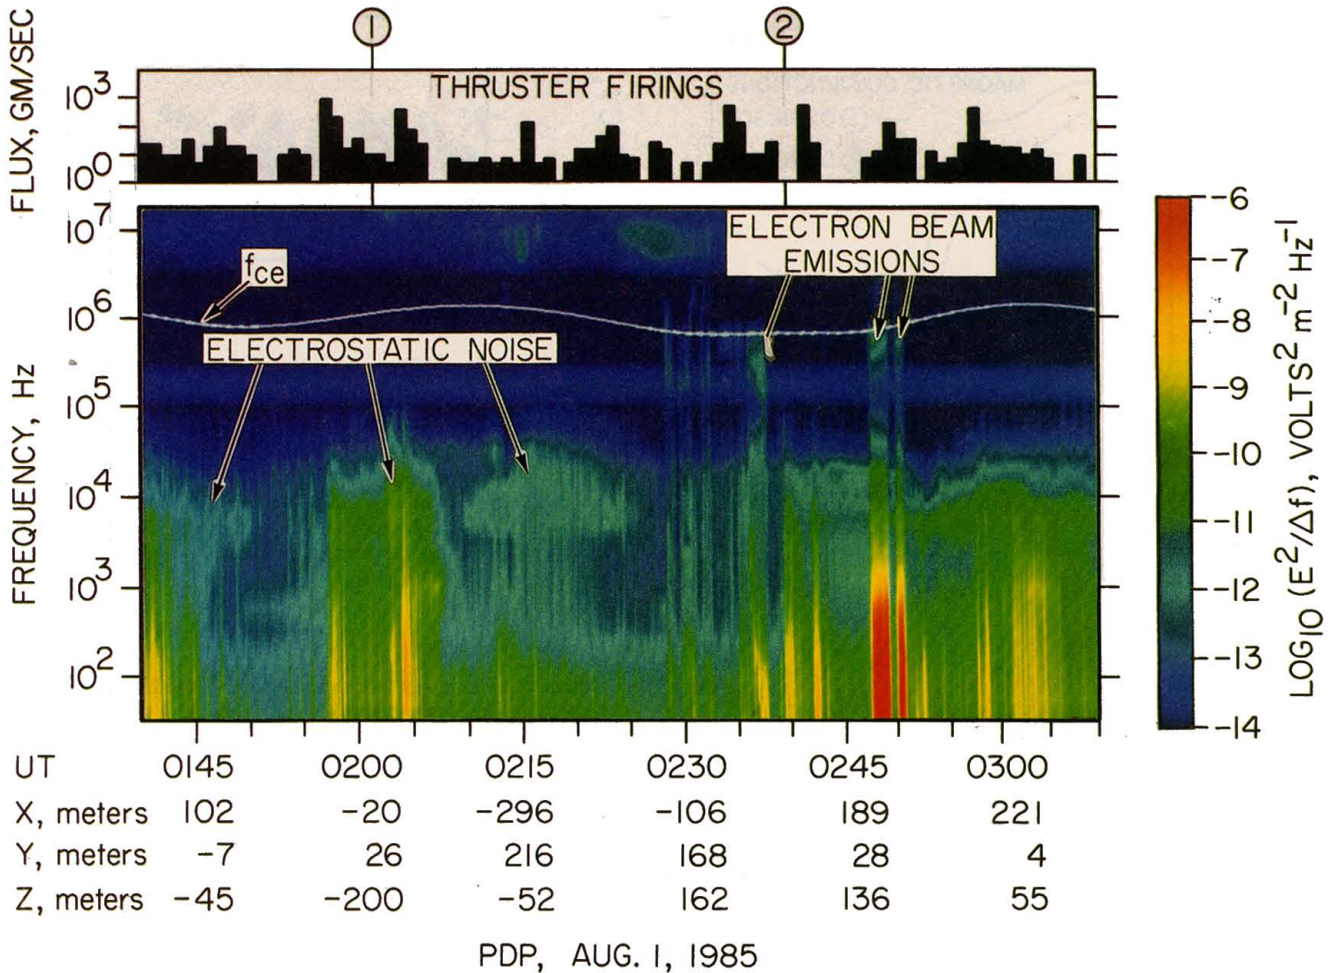 1 2
THRUSTER FIRINGS
FLUX, GM/SEC
10³
10⁰
ELECTRON BEAM
EMISSIONS
f_ce
ELECTROSTATIC NOISE
FREQUENCY, Hz
10⁷
10⁶
10⁵
10⁴
10³
10²
-6
-7
-8
-9
-10
-11
-12
-13
-14
LOG₁₀ (E²/Δf), VOLTS² m⁻² Hz⁻¹
UT 0145 0200 0215 0230 0245 0300
X, meters 102 -20 -296 -106 189 221
Y, meters -7 26 216 168 28 4
Z, meters -45 -200 -52 162 136 55
PDP, AUG. 1, 1985